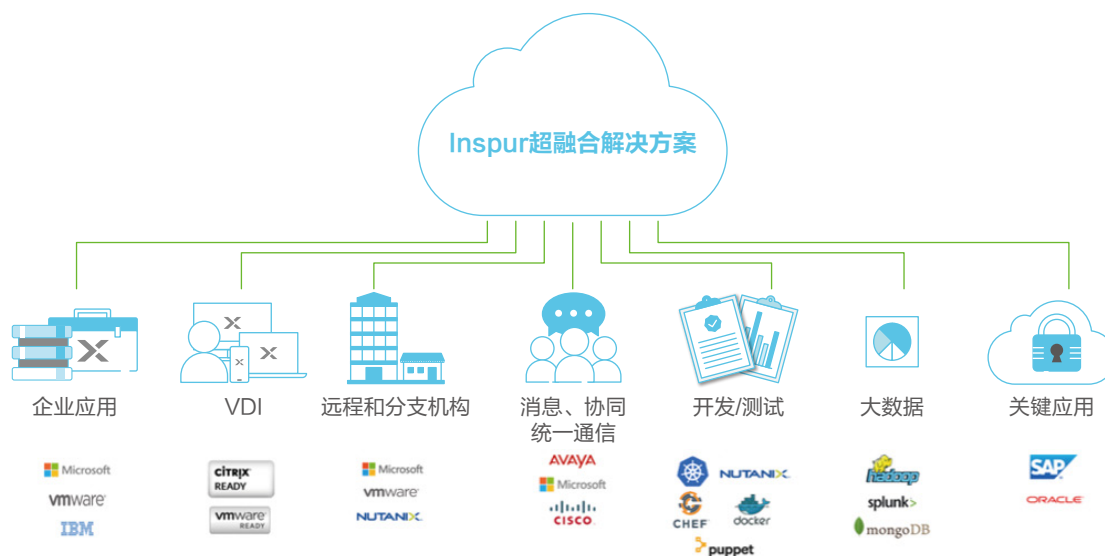 Inspur超融合解决方案
企业应用
VDI
远程和分支机构
消息、协同
统一通信
开发/测试
大数据
关键应用
Microsoft
vmware
IBM
CITRIX
READY
vmware
READY
Microsoft
vmware
NUTANIX
AVAYA
Microsoft
CISCO
NUTANIX
CHEF
docker
puppet
hadoop
splunk>
mongoDB
SAP
ORACLE